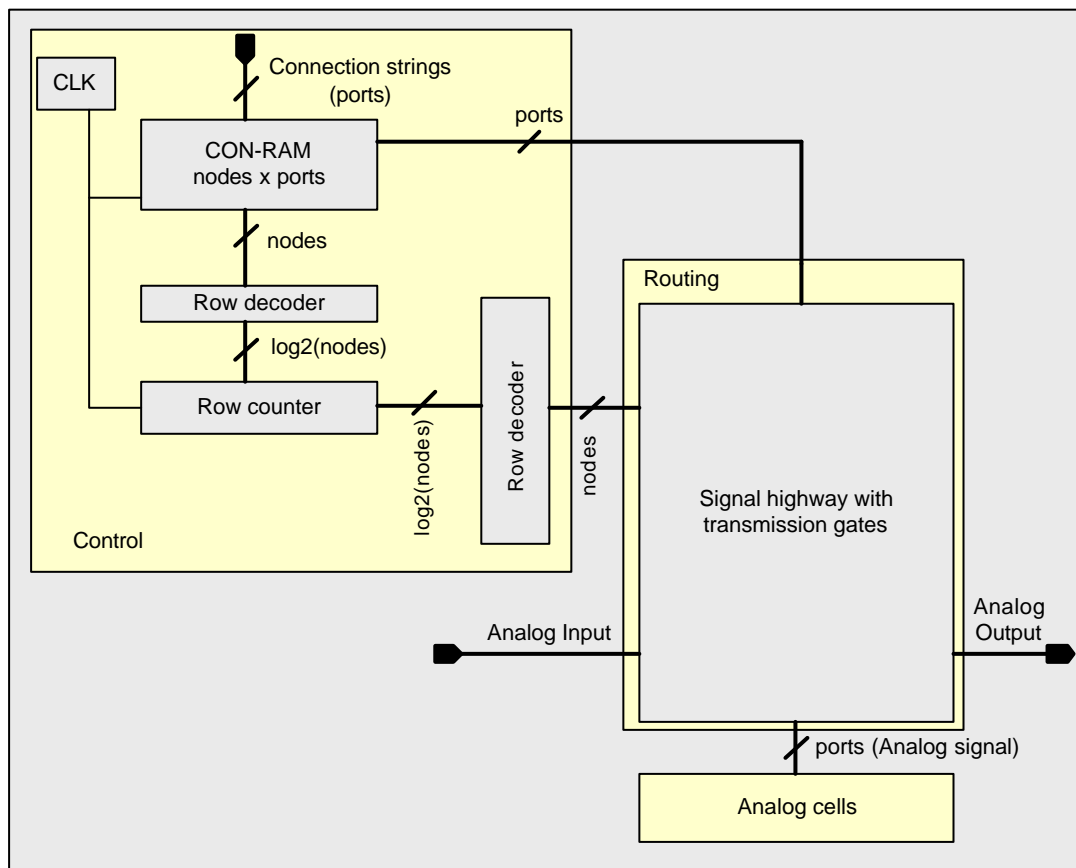 Connection strings
(ports)
CLK
ports
CON-RAM
nodes x ports
nodes
Routing
Row decoder
log2(nodes)
Row counter
log2(nodes)
Row decoder
nodes
Signal highway with
transmission gates
Control
Analog Input
Analog
Output
ports (Analog signal)
Analog cells